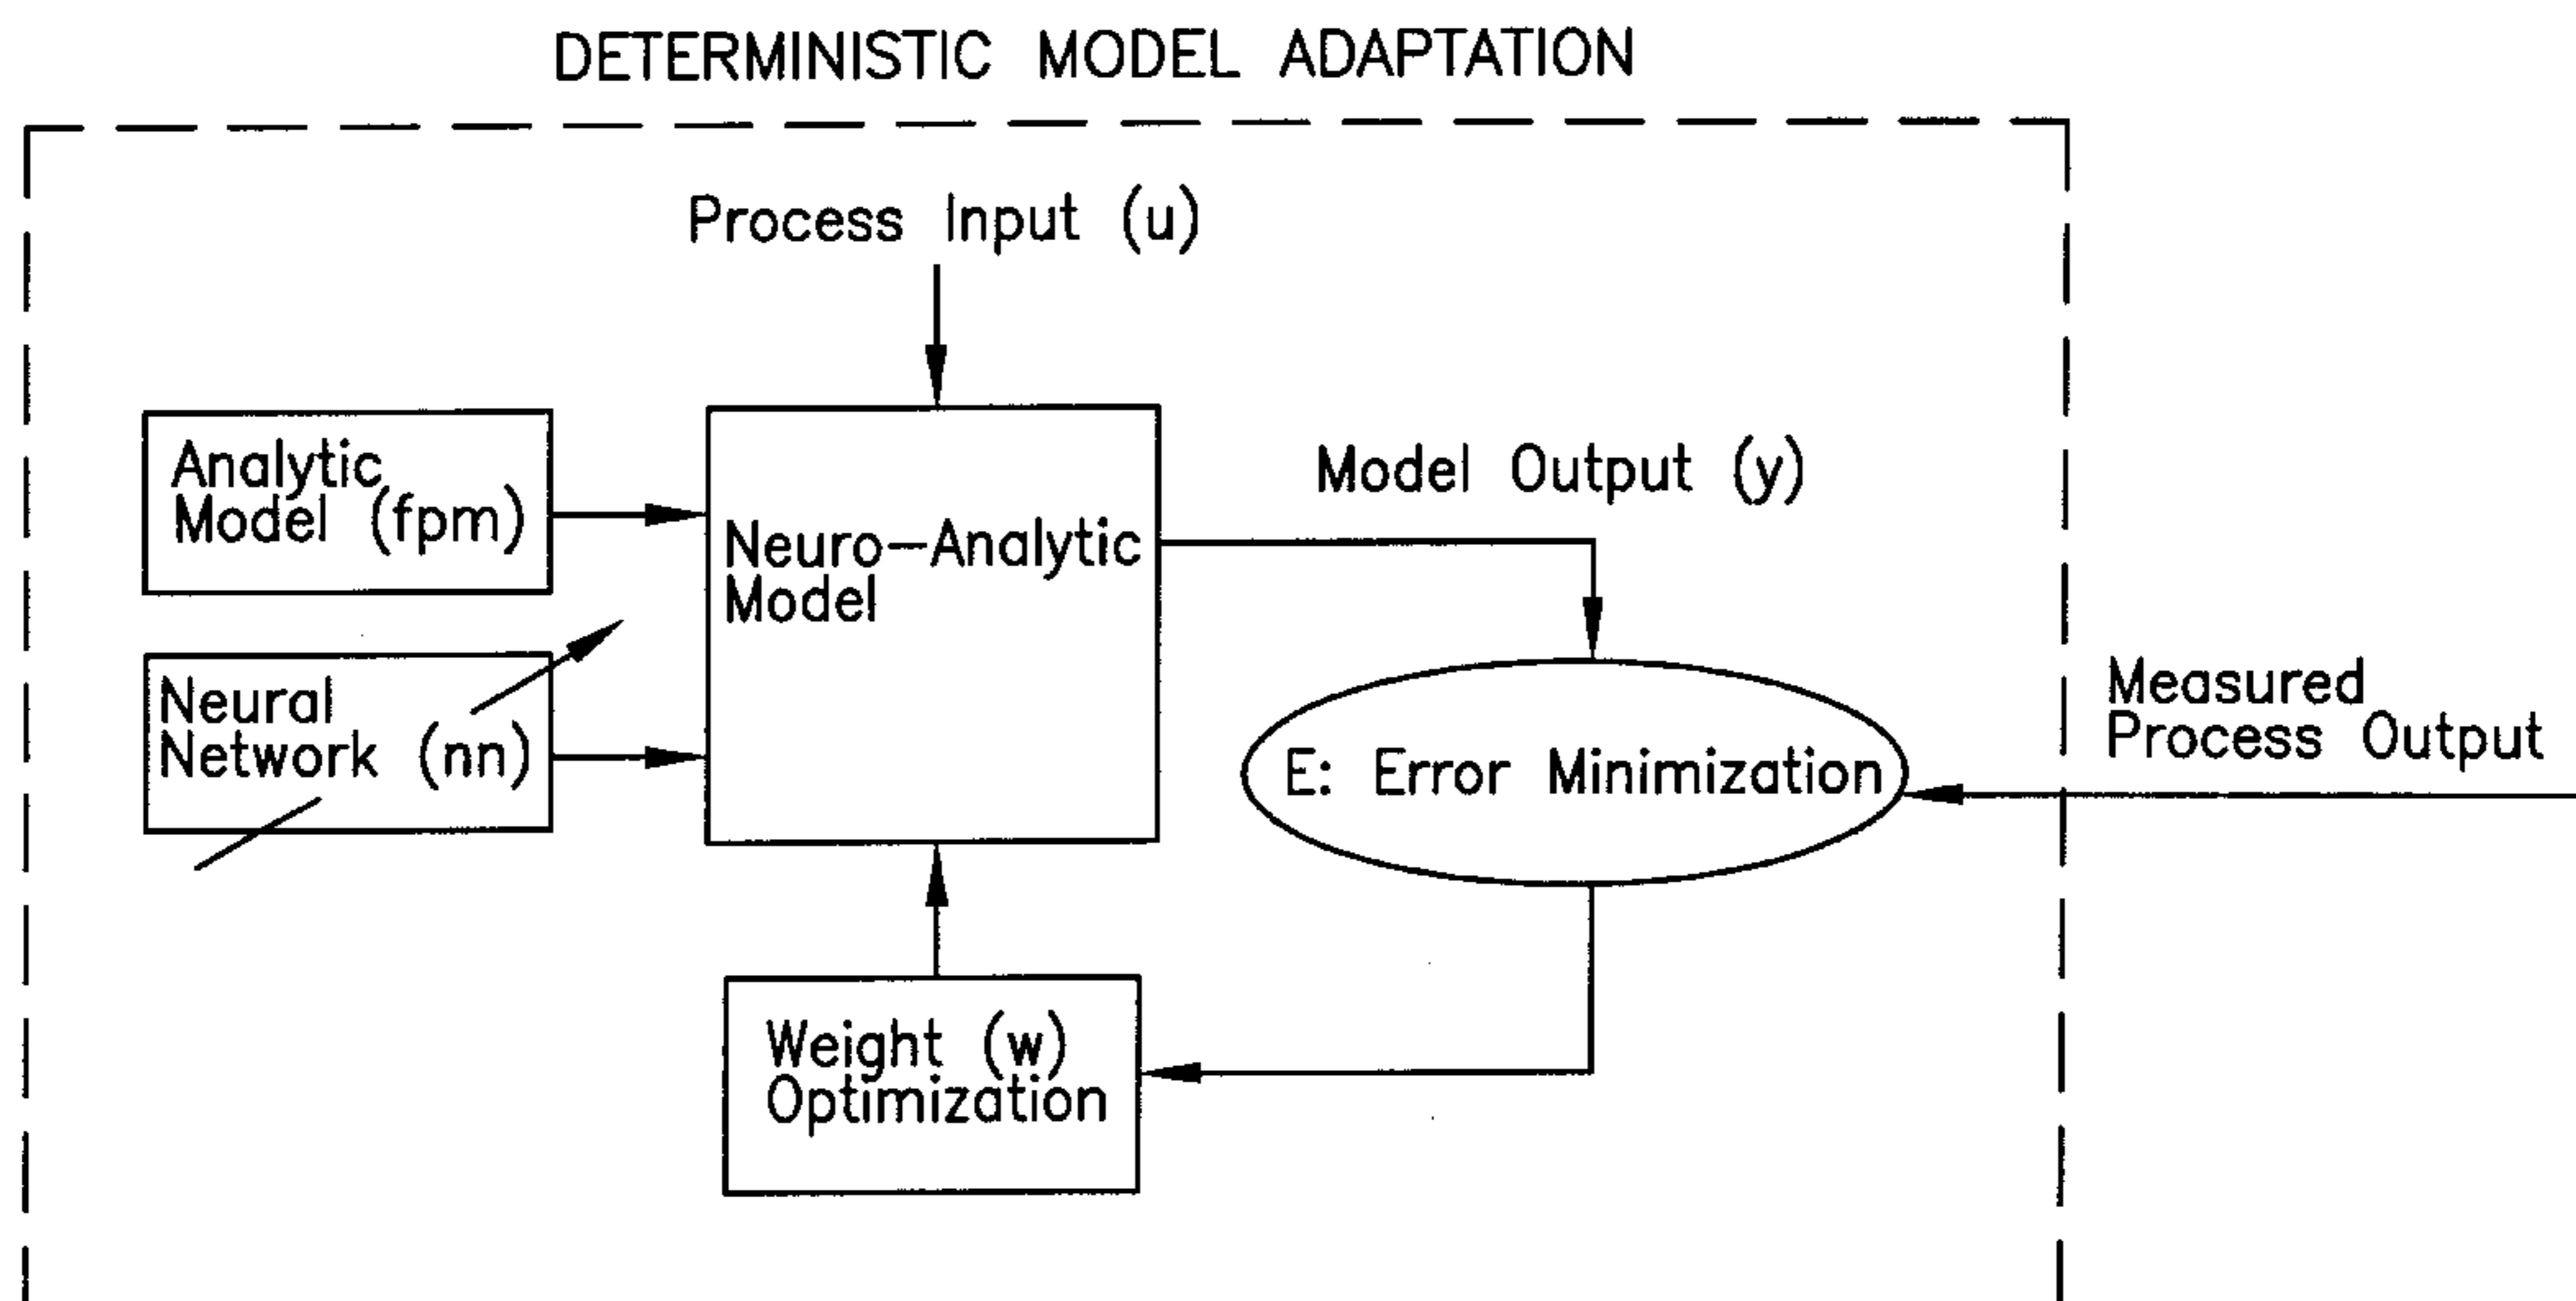 DETERMINISTIC MODEL ADAPTATION
Process Input (u)
Analytic
Model (fpm)
Neuro-Analytic
Model
Model Output (y)
Neural
Network (nn)
E: Error Minimization
Measured
Process Output
Weight (w)
Optimization